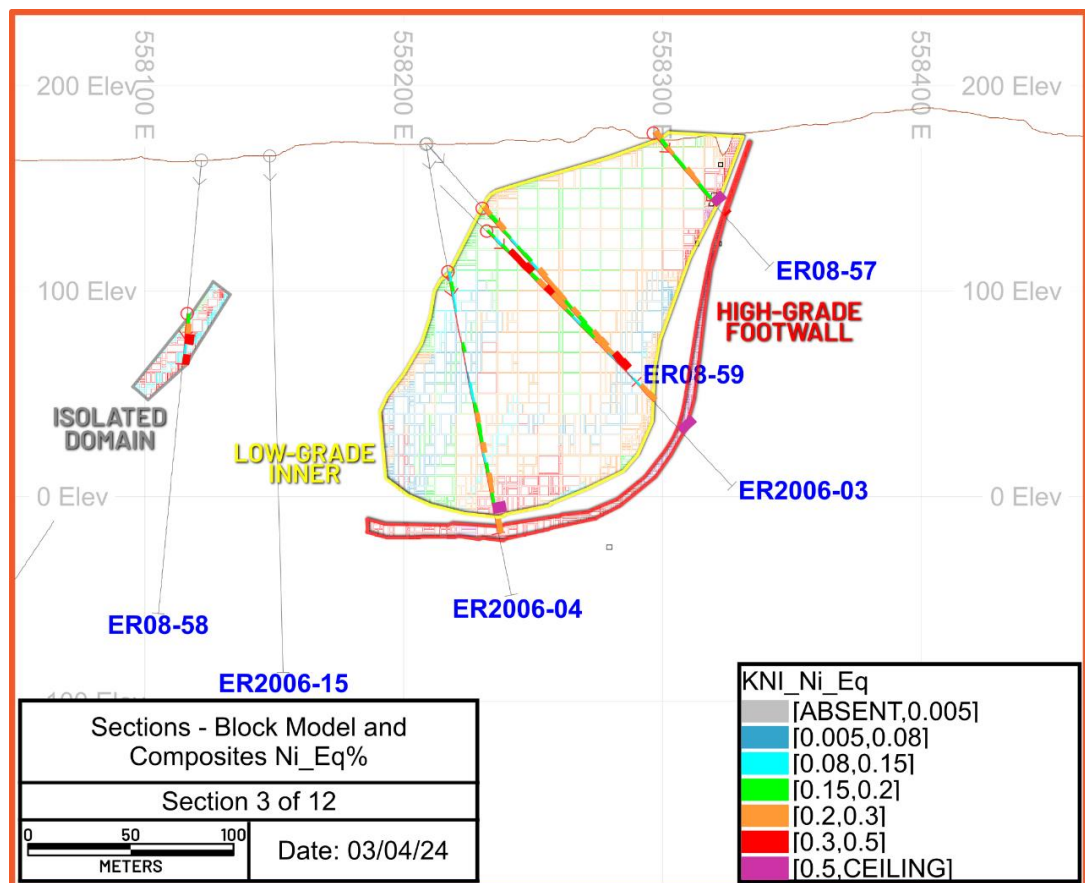 558100 E
558200 E
558300 E
558400 E
200 Elev
200 Elev
ER08-57
100 Elev
100 Elev
HIGH-GRADE
FOOTWALL
ER08-59
ISOLATED
DOMAIN
LOW-GRADE
INNER
0 Elev
0 Elev
ER2006-03
ER2006-04
ER08-58
ER2006-15
-100 Elev
Sections - Block Model and
Composites Ni_Eq%
Section 3 of 12
0 50 100
METERS
Date: 03/04/24
KNI_Ni_Eq
[ABSENT,0.005]
[0.005,0.08]
[0.08,0.15]
[0.15,0.2]
[0.2,0.3]
[0.3,0.5]
[0.5,CEILING]